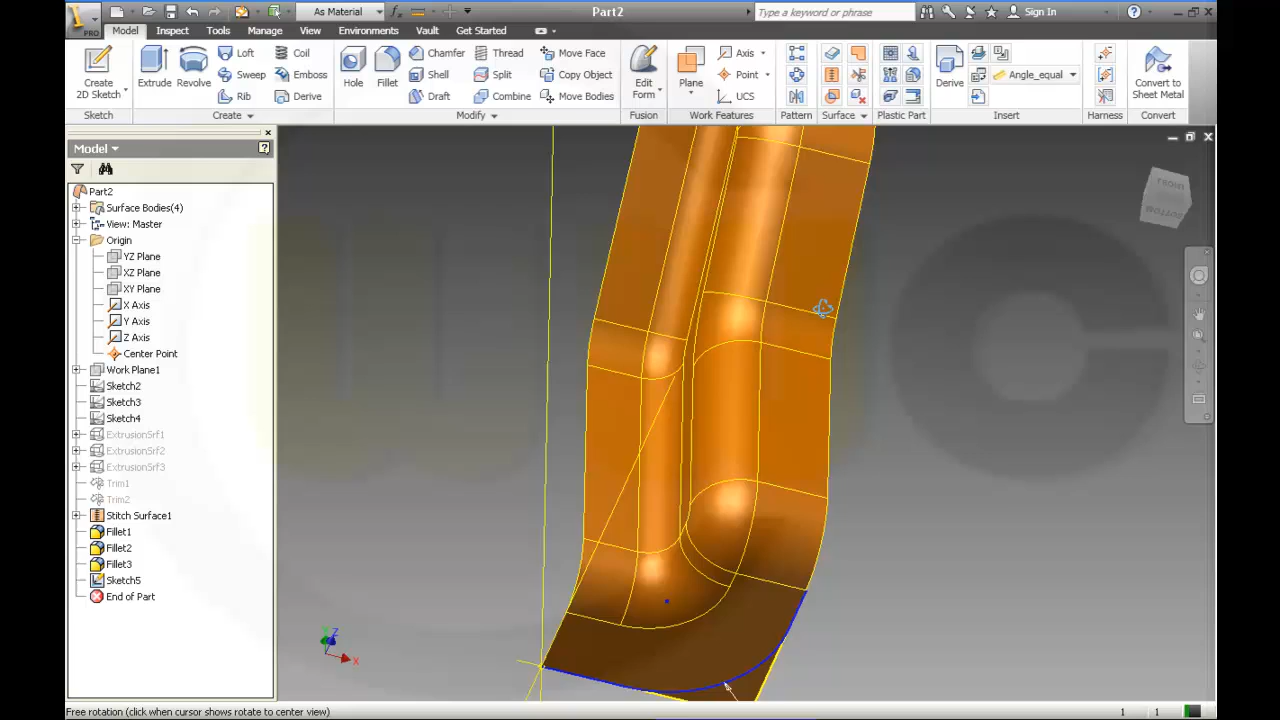 As Material
Part2
Type a keyword or phrase
Sign In
PRO
Model Inspect Tools Manage View Environments Vault Get Started
Create 2D Sketch
Extrude
Revolve
Loft
Sweep
Rib
Coil
Emboss
Derive
Hole
Fillet
Chamfer
Shell
Draft
Thread
Split
Combine
Move Face
Copy Object
Move Bodies
Edit Form
Plane
Axis
Point
UCS
Derive
Angle_equal
Convert to Sheet Metal
Sketch Create Modify Fusion Work Features Pattern Surface Plastic Part Insert Harness Convert
Model
Part2
Surface Bodies(4)
View: Master
Origin
YZ Plane
XZ Plane
XY Plane
X Axis
Y Axis
Z Axis
Center Point
Work Plane1
Sketch2
Sketch3
Sketch4
ExtrusionSrf1
ExtrusionSrf2
ExtrusionSrf3
Trim1
Trim2
Stitch Surface1
Fillet1
Fillet2
Fillet3
Sketch5
End of Part
FRONT
BOTTOM
Z
X
Free rotation (click when cursor shows rotate to center view)
1 1